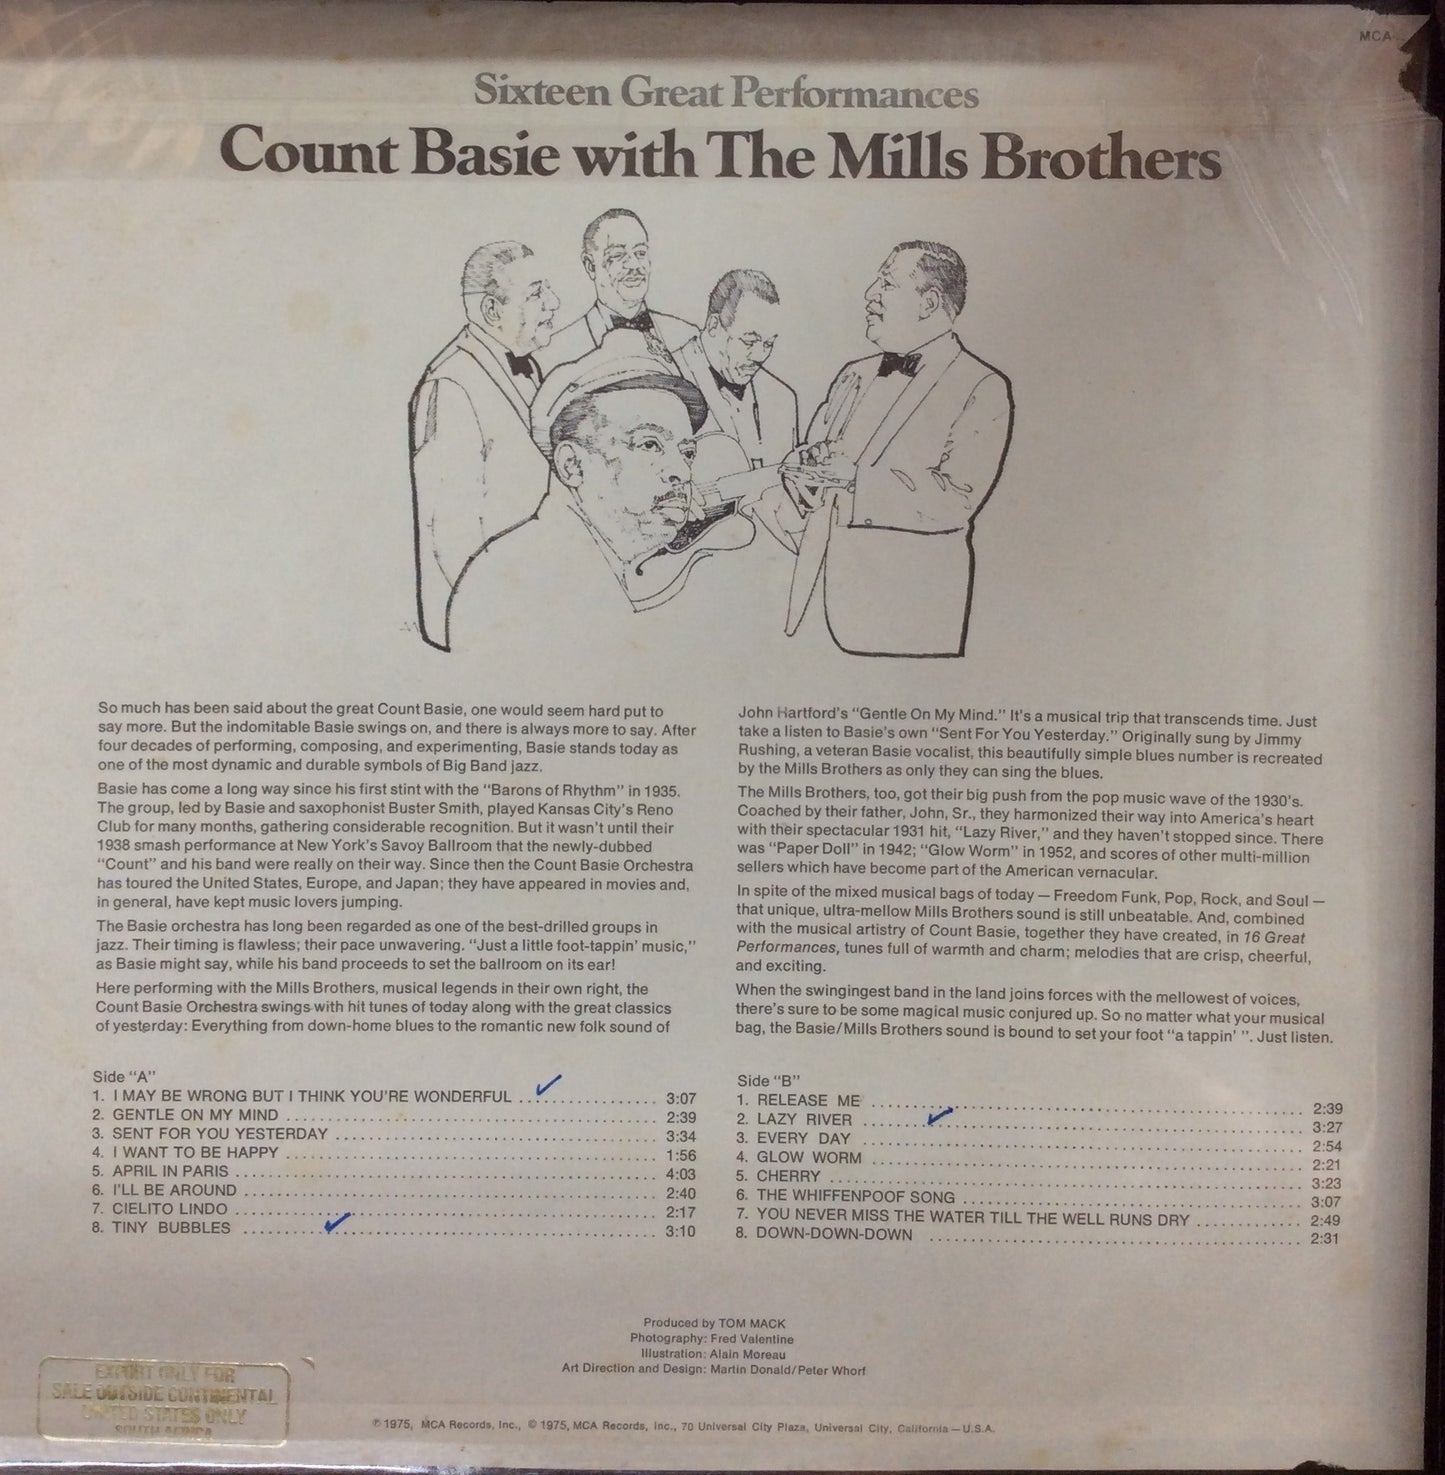 MCA
Sixteen Great Performances
Count Basie with The Mills Brothers
So much has been said about the great Count Basie, one would seem hard put to
say more. But the indomitable Basie swings on, and there is always more to say. After
four decades of performing, composing, and experimenting, Basie stands today as
one of the most dynamic and durable symbols of Big Band jazz.
Basie has come a long way since his first stint with the "Barons of Rhythm" in 1935.
The group, led by Basie and saxophonist Buster Smith, played Kansas City's Reno
Club for many months, gathering considerable recognition. But it wasn't until their
1938 smash performance at New York's Savoy Ballroom that the newly-dubbed
"Count" and his band were really on their way. Since then the Count Basie Orchestra
has toured the United States, Europe, and Japan; they have appeared in movies and,
in general, have kept music lovers jumping.
The Basie orchestra has long been regarded as one of the best-drilled groups in
jazz. Their timing is flawless; their pace unwavering. "Just a little foot-tappin' music,"
as Basie might say, while his band proceeds to set the ballroom on its ear!
Here performing with the Mills Brothers, musical legends in their own right, the
Count Basie Orchestra swings with hit tunes of today along with the great classics
of yesterday: Everything from down-home blues to the romantic new folk sound of
John Hartford's "Gentle On My Mind." It's a musical trip that transcends time. Just
take a listen to Basie's own "Sent For You Yesterday." Originally sung by Jimmy
Rushing, a veteran Basie vocalist, this beautifully simple blues number is recreated
by the Mills Brothers as only they can sing the blues.
The Mills Brothers, too, got their big push from the pop music wave of the 1930's.
Coached by their father, John, Sr., they harmonized their way into America's heart
with their spectacular 1931 hit, "Lazy River," and they haven't stopped since. There
was "Paper Doll" in 1942; "Glow Worm" in 1952, and scores of other multi-million
sellers which have become part of the American vernacular.
In spite of the mixed musical bags of today — Freedom Funk, Pop, Rock, and Soul —
that unique, ultra-mellow Mills Brothers sound is still unbeatable. And, combined
with the musical artistry of Count Basie, together they have created, in 16 Great
Performances, tunes full of warmth and charm; melodies that are crisp, cheerful,
and exciting.
When the swingingest band in the land joins forces with the mellowest of voices,
there's sure to be some magical music conjured up. So no matter what your musical
bag, the Basie/Mills Brothers sound is bound to set your foot "a tappin' ". Just listen.
Side "A"
1. I MAY BE WRONG BUT I THINK YOU'RE WONDERFUL ................ 3:07
2. GENTLE ON MY MIND ................ 2:39
3. SENT FOR YOU YESTERDAY ................ 3:34
4. I WANT TO BE HAPPY ................ 1:56
5. APRIL IN PARIS ................ 4:03
6. I'LL BE AROUND ................ 2:40
7. CIELITO LINDO ................ 2:17
8. TINY BUBBLES ................ 3:10
Side "B"
1. RELEASE ME ................ 2:39
2. LAZY RIVER ................ 3:27
3. EVERY DAY ................ 2:54
4. GLOW WORM ................ 2:21
5. CHERRY ................ 3:23
6. THE WHIFFENPOOF SONG ................ 3:07
7. YOU NEVER MISS THE WATER TILL THE WELL RUNS DRY ............. 2:49
8. DOWN-DOWN-DOWN ................ 2:31
Produced by TOM MACK
Photography: Fred Valentine
Illustration: Alain Moreau
Art Direction and Design: Martin Donald/Peter Whorf
EXPORT ONLY FOR
SALE OUTSIDE CONTINENTAL
UNITED STATES ONLY
SOUTH AFRICA
℗ 1975, MCA Records, Inc., © 1975, MCA Records, Inc., 70 Universal City Plaza, Universal City, California — U.S.A.